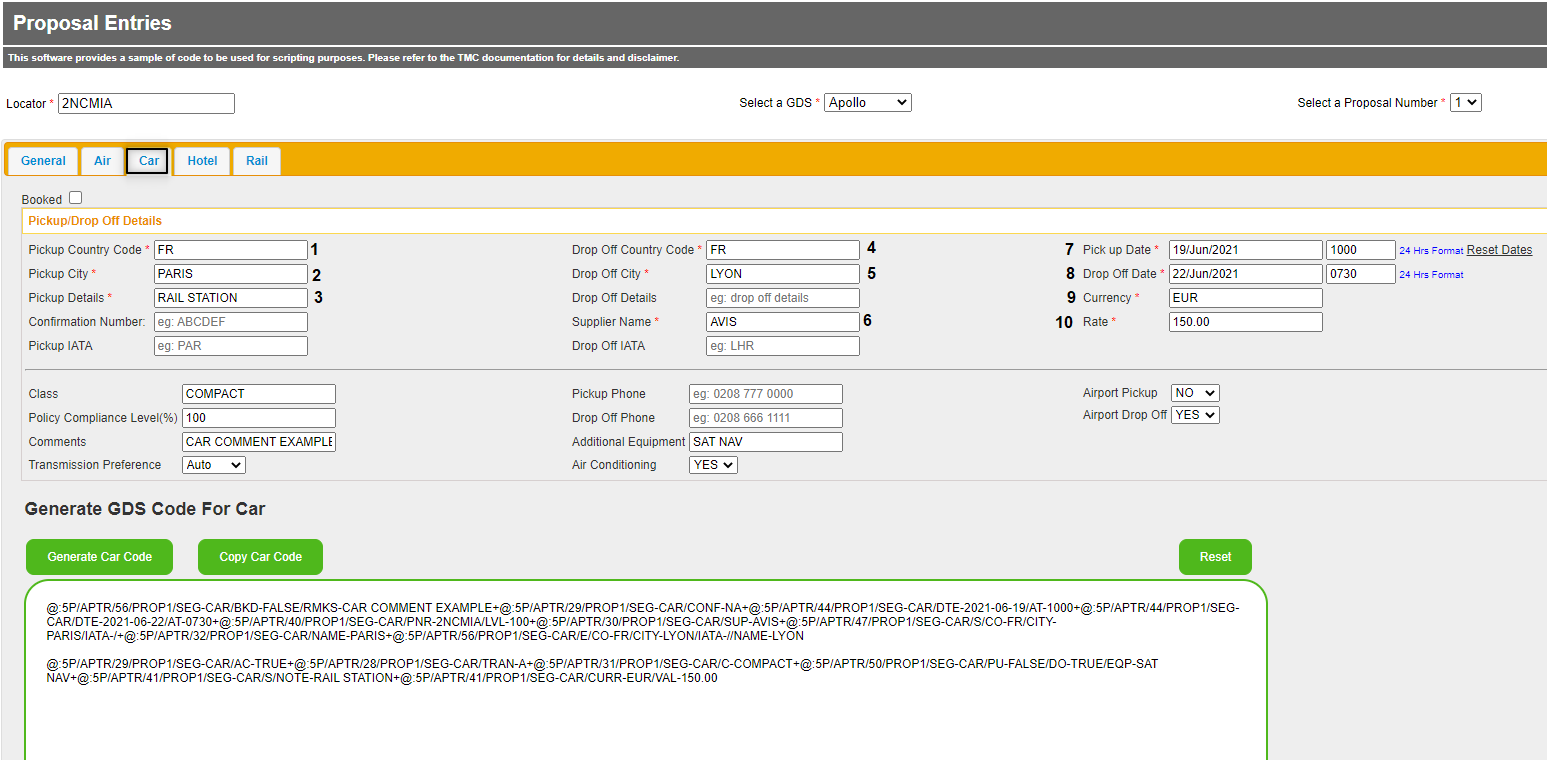 Proposal Entries
This software provides a sample of code to be used for scripting purposes. Please refer to the TMC documentation for details and disclaimer.
Locator * 2NCMIA Select a GDS * Apollo Select a Proposal Number * 1
General Air Car Hotel Rail
Booked
Pickup/Drop Off Details
Pickup Country Code * FR 1 Drop Off Country Code * FR 4 7 Pick up Date * 19/Jun/2021 1000 24 Hrs Format Reset Dates
Pickup City * PARIS 2 Drop Off City * LYON 5 8 Drop Off Date * 22/Jun/2021 0730 24 Hrs Format
Pickup Details * RAIL STATION 3 Drop Off Details eg: drop off details 9 Currency * EUR
Confirmation Number: eg: ABCDEF Supplier Name * AVIS 6 10 Rate * 150.00
Pickup IATA eg: PAR Drop Off IATA eg: LHR
Class COMPACT Pickup Phone eg: 0208 777 0000 Airport Pickup NO
Policy Compliance Level(%) 100 Drop Off Phone eg: 0208 666 1111 Airport Drop Off YES
Comments CAR COMMENT EXAMPLE Additional Equipment SAT NAV
Transmission Preference Auto Air Conditioning YES
Generate GDS Code For Car
Generate Car Code Copy Car Code Reset
@:5P/APTR/56/PROP1/SEG-CAR/BKD-FALSE/RMKS-CAR COMMENT EXAMPLE+@:5P/APTR/29/PROP1/SEG-CAR/CONF-NA+@:5P/APTR/44/PROP1/SEG-CAR/DTE-2021-06-19/AT-1000+@:5P/APTR/44/PROP1/SEG-
CAR/DTE-2021-06-22/AT-0730+@:5P/APTR/40/PROP1/SEG-CAR/PNR-2NCMIA/LVL-100+@:5P/APTR/30/PROP1/SEG-CAR/SUP-AVIS+@:5P/APTR/47/PROP1/SEG-CAR/S/CO-FR/CITY-
PARIS/IATA-/+@:5P/APTR/32/PROP1/SEG-CAR/NAME-PARIS+@:5P/APTR/56/PROP1/SEG-CAR/E/CO-FR/CITY-LYON/IATA-//NAME-LYON
@:5P/APTR/29/PROP1/SEG-CAR/AC-TRUE+@:5P/APTR/28/PROP1/SEG-CAR/TRAN-A+@:5P/APTR/31/PROP1/SEG-CAR/C-COMPACT+@:5P/APTR/50/PROP1/SEG-CAR/PU-FALSE/DO-TRUE/EQP-SAT
NAV+@:5P/APTR/41/PROP1/SEG-CAR/S/NOTE-RAIL STATION+@:5P/APTR/41/PROP1/SEG-CAR/CURR-EUR/VAL-150.00